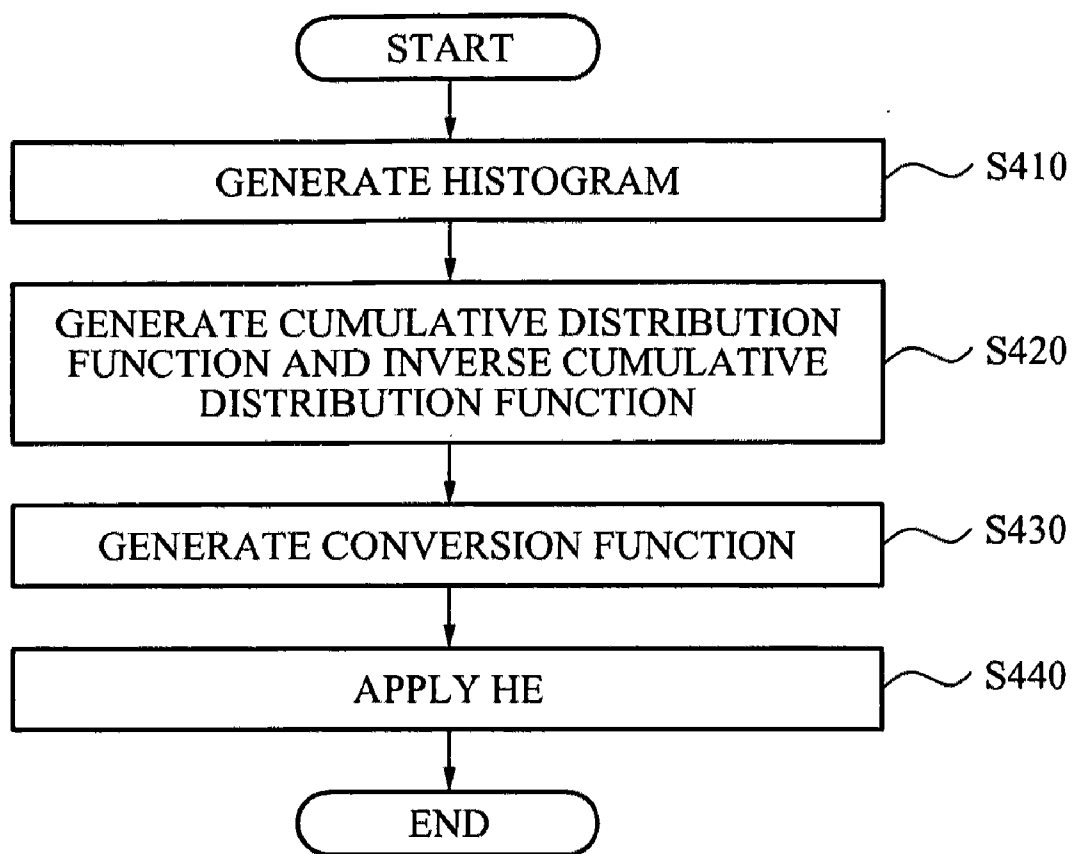 START
GENERATE HISTOGRAM
S410
GENERATE CUMULATIVE DISTRIBUTION
FUNCTION AND INVERSE CUMULATIVE
DISTRIBUTION FUNCTION
S420
GENERATE CONVERSION FUNCTION
S430
APPLY HE
S440
END